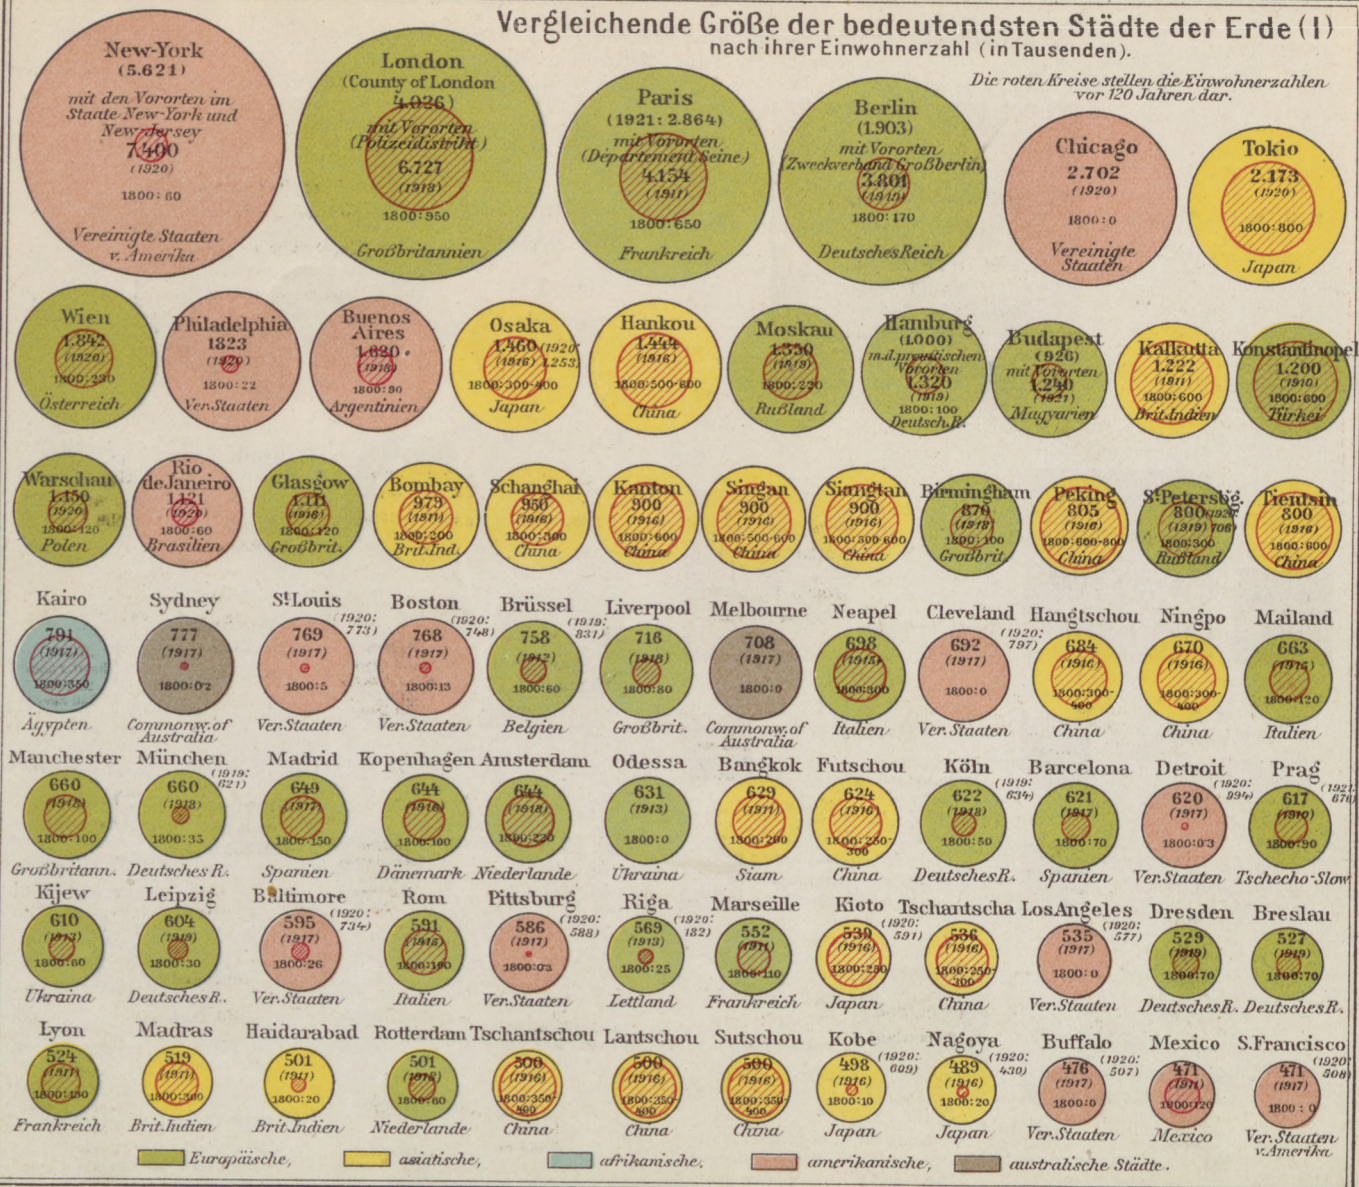 Vergleichende Größe der bedeutendsten Städte der Erde (I)
nach ihrer Einwohnerzahl (in Tausenden).
Die roten Kreise stellen die Einwohnerzahlen
vor 120 Jahren dar.
New-York
(5.621)
mit den Vororten im
Staate New-York und
New-Jersey
7.400
(1920)
1800: 60
Vereinigte Staaten
v. Amerika
London
(County of London
4.026)
mit Vororten
(Polizeidistrikt)
6.727
(1918)
1800:950
Großbritannien
Paris
(1921: 2.864)
mit Vororten
(Département Seine)
4.154
(1911)
1800:650
Frankreich
Berlin
(1.903)
mit Vororten
(Zweckverband Großberlin)
3.801
(1919)
1800:170
Deutsches Reich
Chicago
2.702
(1920)
1800:0
Vereinigte
Staaten
Tokio
2.173
(1920)
1800:800
Japan
Wien
1.842
(1920)
1800:230
Österreich
Philadelphia
1823
(1920)
1800:22
Ver.Staaten
Buenos
Aires
1.630
(1918)
1800:90
Argentinien
Osaka
1.460 (1920:
(1916) 1.253)
1800:300-400
Japan
Hankou
1.444
(1916)
1800:500-600
China
Moskau
1.350
(1919)
1800:220
Rußland
Hamburg
(1.000)
m.d.preußischen
Vororten
1.320
(1919)
1800:100
Deutsch.R.
Budapest
(926)
mit Vororten
1.240
(1921)
Magyarien
Kalkutta
1.222
(1911)
1800:600
Brit.Indien
Konstantinopel
1.200
(1910)
1800:600
Türkei
Warschau
1.150
(1920)
1800:120
Polen
Rio
de Janeiro
1.121
(1920)
1800:60
Brasilien
Glasgow
1.111
(1918)
1800:120
Großbrit.
Bombay
979
(1911)
1800:200
Brit.Ind.
Schanghai
950
(1916)
1800:300
China
Kanton
900
(1916)
1800:600
China
Singan
900
(1916)
1800:500-600
China
Siangtan
900
(1916)
1800:500-600
China
Birmingham
870
(1918)
1800:100
Großbrit.
Peking
805
(1916)
1800:600-800
China
St.Petersbg.
800 (1920:
(1919) 706)
1800:300
Rußland
Tientsin
800
(1916)
1800:600
China
Kairo
791
(1917)
1800:350
Ägypten
Sydney
777
(1917)
1800:0'2
Commonw. of
Australia
St.Louis
(1920:
773)
769
(1917)
1800:5
Ver.Staaten
Boston
(1920:
748)
768
(1917)
1800:13
Ver.Staaten
Brüssel
(1919:
831)
758
(1912)
1800:60
Belgien
Liverpool
716
(1918)
1800:80
Großbrit.
Melbourne
708
(1917)
1800:0
Commonw. of
Australia
Neapel
698
(1915)
1800:300
Italien
Cleveland
(1920:
797)
692
(1917)
1800:0
Ver.Staaten
Hangtschou
684
(1916)
1800:300-
400
China
Ningpo
670
(1916)
1800:300-
400
China
Mailand
663
(1915)
1800:120
Italien
Manchester
660
(1918)
1800:100
Großbritann.
München
(1919:
621)
660
(1918)
1800:35
Deutsches R.
Madrid
649
(1917)
1800:150
Spanien
Kopenhagen
644
(1916)
1800:100
Dänemark
Amsterdam
644
(1918)
1800:220
Niederlande
Odessa
631
(1913)
1800:0
Ukraina
Bangkok
629
(1911)
1800:200
Siam
Futschou
624
(1916)
1800:250-
300
China
Köln
(1919:
634)
622
(1918)
1800:50
Deutsches R.
Barcelona
621
(1917)
1800:70
Spanien
Detroit
(1920:
994)
620
(1917)
1800:0'3
Ver.Staaten
Prag
(1921:
676)
617
(1910)
1800:90
Tschecho-Slow.
Kijew
610
(1913)
1800:60
Ukraina
Leipzig
604
(1919)
1800:30
Deutsches R.
Baltimore
(1920:
734)
595
(1917)
1800:26
Ver.Staaten
Rom
591
(1915)
1800:190
Italien
Pittsburg
(1920:
588)
586
(1917)
1800:0'3
Ver.Staaten
Riga
(1920:
182)
569
(1913)
1800:25
Lettland
Marseille
552
(1911)
1800:110
Frankreich
Kioto
(1920:
591)
539
(1916)
1800:250
Japan
Tschantscha
536
(1916)
1800:250-
300
China
Los Angeles
(1920:
577)
535
(1917)
1800:0
Ver.Staaten
Dresden
529
(1919)
1800:70
Deutsches R.
Breslau
527
(1919)
1800:70
Deutsches R.
Lyon
524
(1911)
1800:130
Frankreich
Madras
519
(1911)
1800:300
Brit.Indien
Haidarabad
501
(1911)
1800:20
Brit.Indien
Rotterdam
501
(1918)
1800:60
Niederlande
Tschantschou
500
(1916)
1800:350-
400
China
Lantschou
500
(1916)
1800:350-
400
China
Sutschou
500
(1916)
1800:350-
400
China
Kobe
(1920:
609)
498
(1916)
1800:10
Japan
Nagoya
(1920:
430)
489
(1916)
1800:20
Japan
Buffalo
(1920:
507)
476
(1917)
1800:0
Ver.Staaten
Mexico
471
(1911)
1800:120
Mexico
S.Francisco
(1920:
508)
471
(1917)
1800:0
Ver. Staaten
v.Amerika
Europäische,
asiatische,
afrikanische,
amerikanische,
australische Städte.